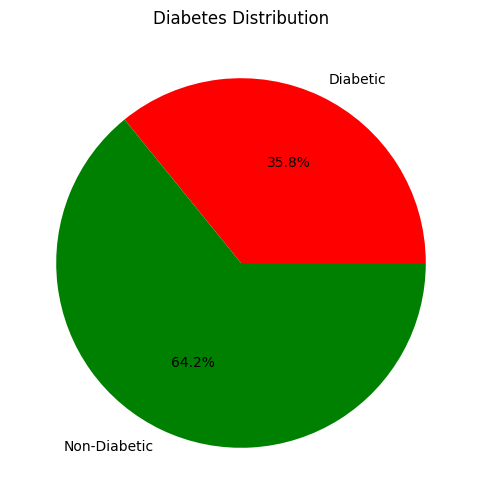 Diabetes Distribution
Diabetic
35.8%
64.2%
Non-Diabetic